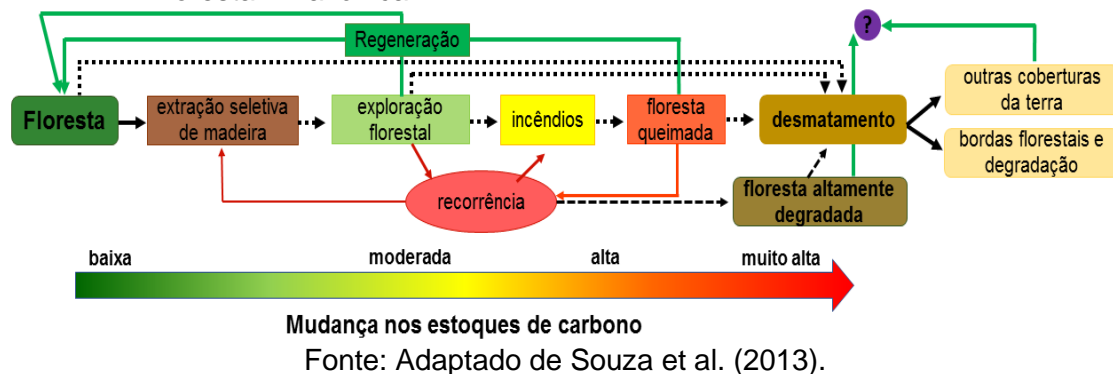 Regeneração
Floresta
extração seletiva
de madeira
exploração
florestal
incêndios
floresta
queimada
desmatamento
?
outras coberturas
da terra
bordas florestais e
degradação
recorrência
floresta altamente
degradada
baixa
moderada
alta
muito alta
Mudança nos estoques de carbono
Fonte: Adaptado de Souza et al. (2013).